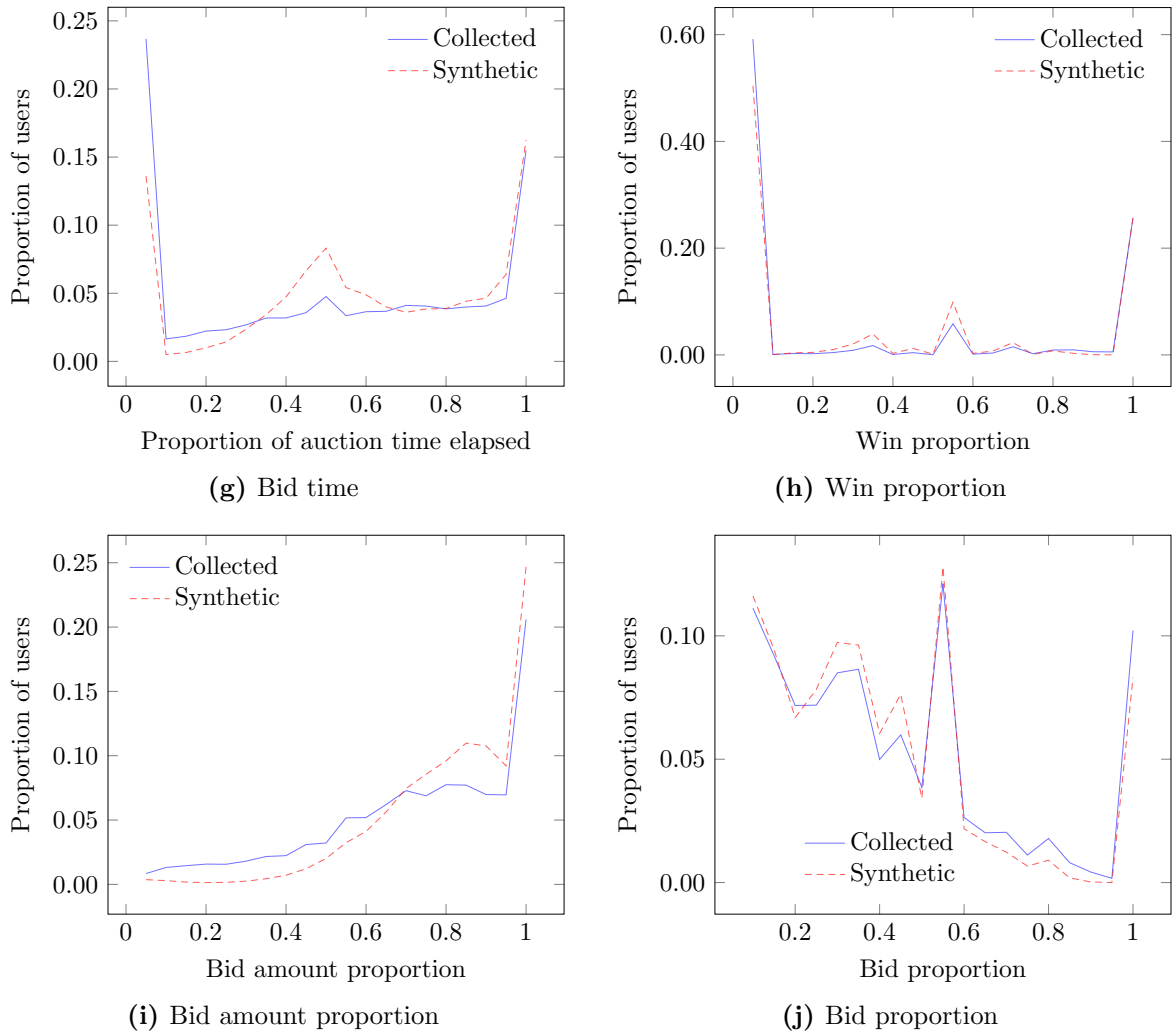 0.25
0.20
0.15
0.10
0.05
0.00
Proportion of users
Collected
Synthetic
0
0.2
0.4
0.6
0.8
1
Proportion of auction time elapsed
(g) Bid time
0.60
0.40
0.20
0.00
Proportion of users
Collected
Synthetic
0
0.2
0.4
0.6
0.8
1
Win proportion
(h) Win proportion
0.25
0.20
0.15
0.10
0.05
0.00
Proportion of users
Collected
Synthetic
0
0.2
0.4
0.6
0.8
1
Bid amount proportion
(i) Bid amount proportion
0.10
0.05
0.00
Proportion of users
Collected
Synthetic
0.2
0.4
0.6
0.8
1
Bid proportion
(j) Bid proportion